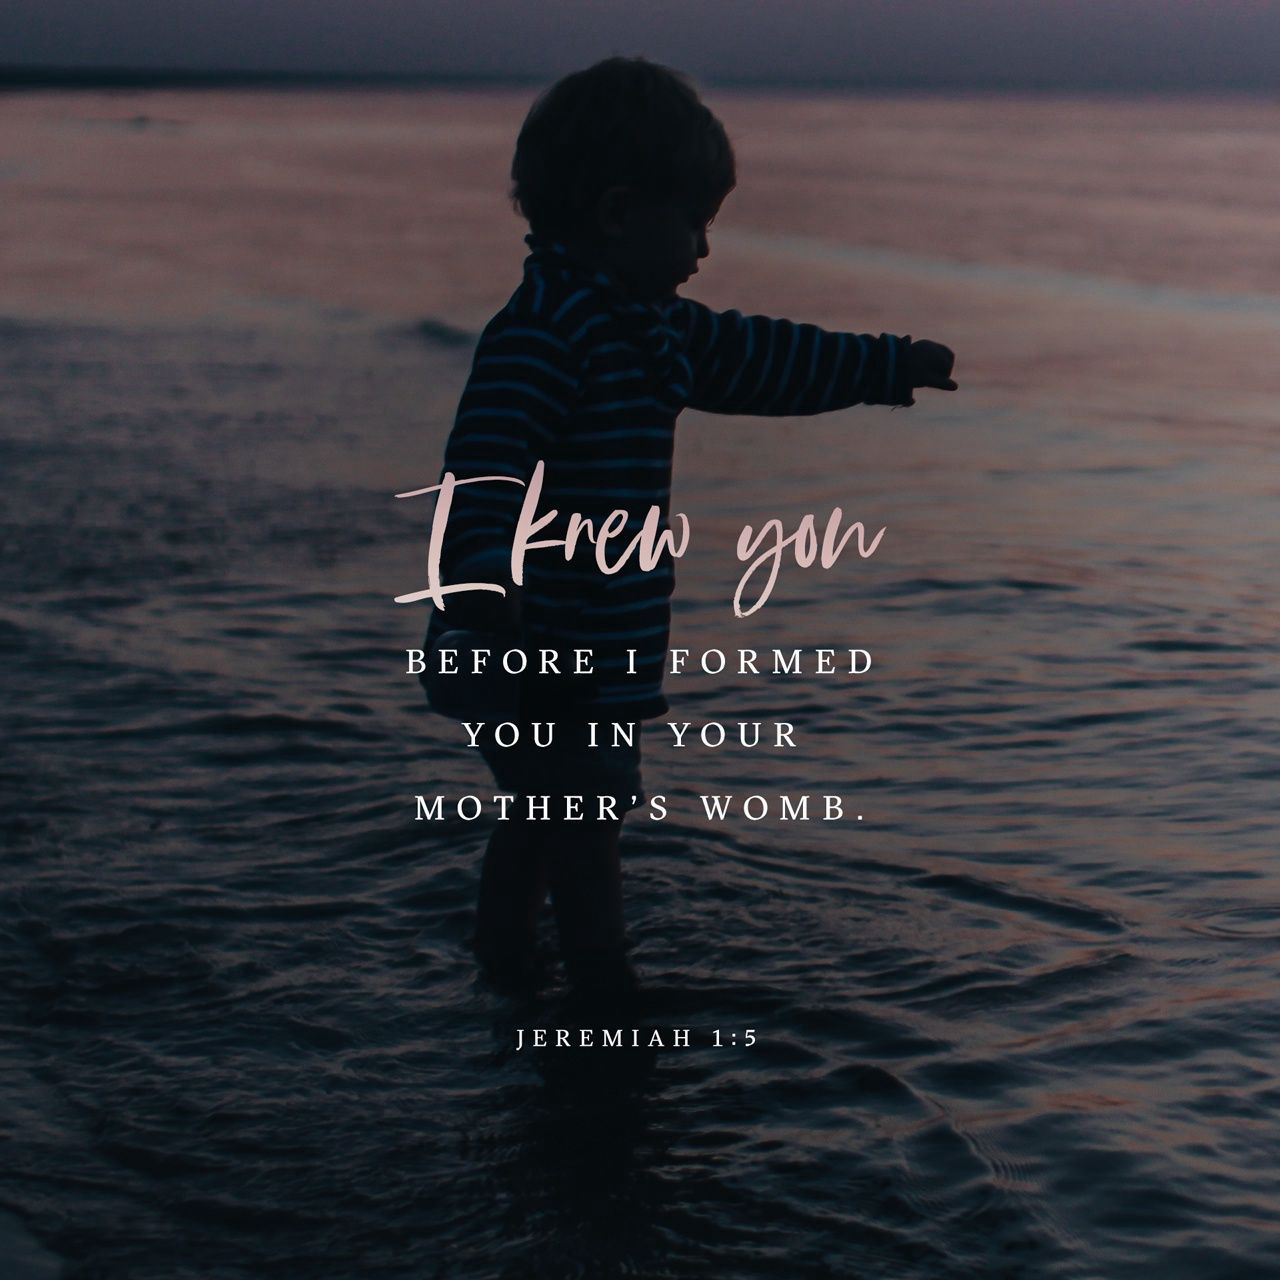 I knew you
BEFORE I FORMED
YOU IN YOUR
MOTHER'S WOMB.
JEREMIAH 1:5